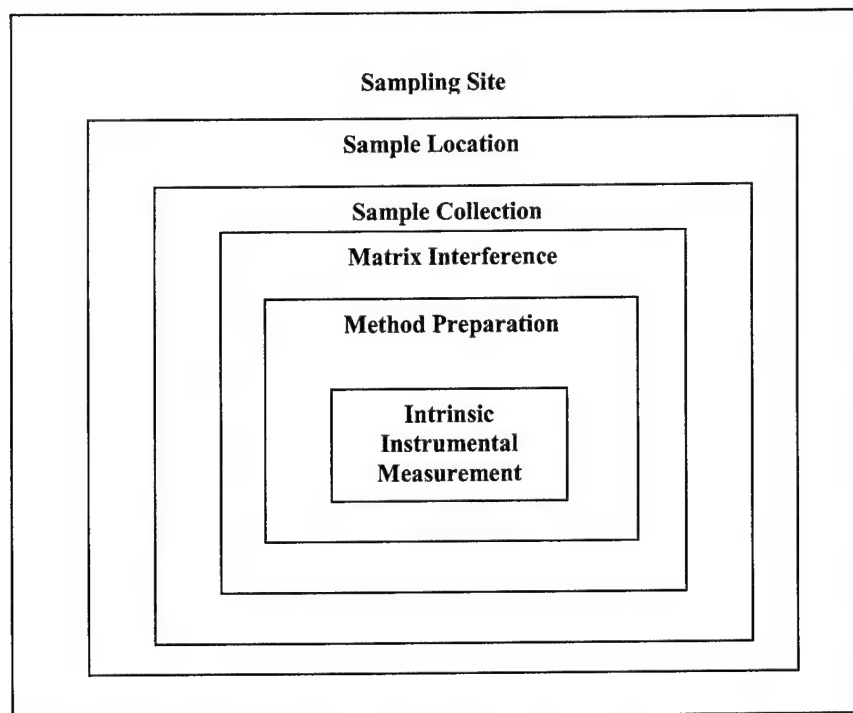 Sampling Site
Sample Location
Sample Collection
Matrix Interference
Method Preparation
Intrinsic
Instrumental
Measurement